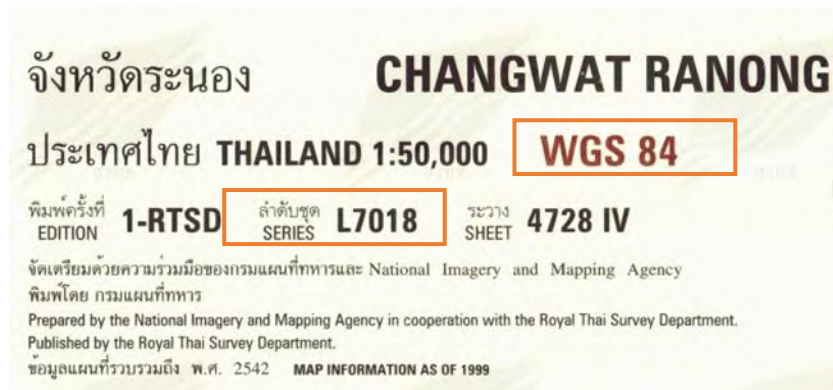 จังหวัดระนอง CHANGWAT RANONG
ประเทศไทย THAILAND 1:50,000 WGS 84
พิมพ์ครั้งที่ EDITION 1-RTSD ลำดับชุด SERIES L7018 ระวาง SHEET 4728 IV
จัดเตรียมด้วยความร่วมมือของกรมแผนที่ทหารและ National Imagery and Mapping Agency
พิมพ์โดย กรมแผนที่ทหาร
Prepared by the National Imagery and Mapping Agency in cooperation with the Royal Thai Survey Department.
Published by the Royal Thai Survey Department.
ข้อมูลแผนที่รวบรวมถึง พ.ศ. 2542 MAP INFORMATION AS OF 1999